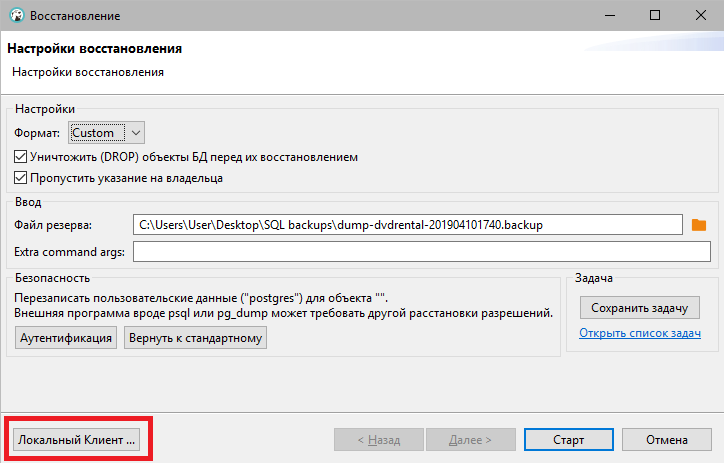 Восстановление
Настройки восстановления
Настройки восстановления
Настройки
Формат: Custom
Уничтожить (DROP) объекты БД перед их восстановлением
Пропустить указание на владельца
Ввод
Файл резерва: C:\Users\User\Desktop\SQL backups\dump-dvdrental-201904101740.backup
Extra command args:
Безопасность
Перезаписать пользовательские данные ("postgres") для объекта "".
Внешняя программа вроде psql или pg_dump может требовать другой расстановки разрешений.
Аутентификация Вернуть к стандартному
Задача
Сохранить задачу
Открыть список задач
Локальный Клиент ... < Назад Далее > Старт Отмена